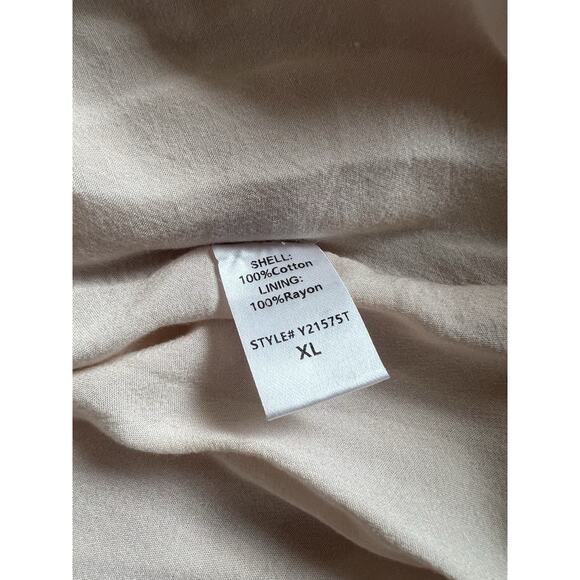 SHELL:
100%Cotton
LINING:
100%Rayon
STYLE# Y21575T
XL